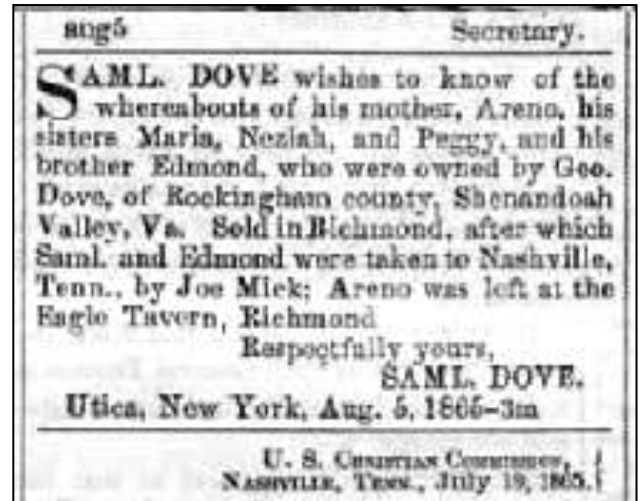 aug5 Secretary.
SAML. DOVE wishes to know of the
whereabouts of his mother, Areno, his
sisters Maria, Neziah, and Peggy, and his
brother Edmond, who were owned by Geo.
Dove, of Rockingham county, Shenandoah
Valley, Va. Sold in Richmond, after which
Saml. and Edmond were taken to Nashville,
Tenn., by Joe Mick; Areno was left at the
Eagle Tavern, Richmond
Respectfully yours,
SAML. DOVE.
Utica, New York, Aug. 5, 1865-3m
U. S. CHRISTIAN COMMISSION,
NASHVILLE, TENN., July 19, 1865.